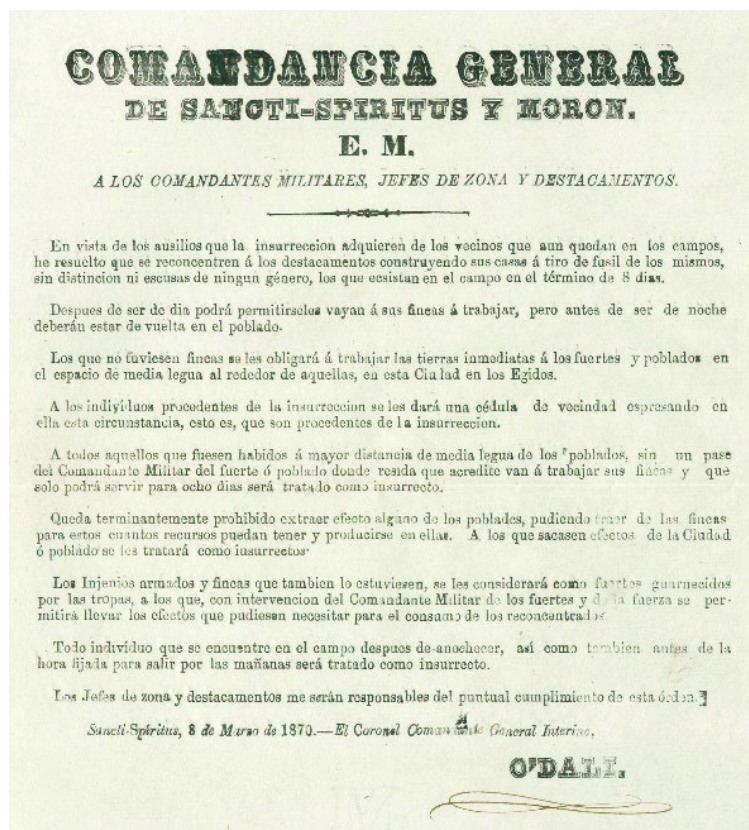 COMANDANCIA GENERAL
DE SANCTI-SPIRITUS Y MORON.
E. M.
A LOS COMANDANTES MILITARES, JEFES DE ZONA Y DESTACAMENTOS.
En vista de los ausilios que la insurreccion adquieren de los vecinos que aun quedan en los campos,
he resuelto que se reconcentren á los destacamentos construyendo sus casas á tiro de fusil de los mismos,
sin distincion ni escusas de ningun género, los que ecsistan en el campo en el término de 8 dias.
Despues de ser de dia podrá permitirseles vayan á sus fincas á trabajar, pero antes de ser de noche
deberán estar de vuelta en el poblado.
Los que no tuviesen fincas se les obligará á trabajar las tierras inmediatas á los fuertes y poblados en
el espacio de media legua al rededor de aquellas, en esta Ciudad en los Egidos.
A los indivíduos procedentes de la insurreccion se les dará una cédula de vecindad espresando en
ella esta circunstancia, esto es, que son procedentes de la insurreccion.
A todos aquellos que fuesen habidos á mayor distancia de media legua de los poblados, sin un pase
del Comandante Militar del fuerte ó poblado donde resida que acredite van á trabajar sus fincas y que
solo podrá servir para ocho dias será tratado como insurrecto.
Queda terminantemente prohibido extraer efecto alguno de los poblados, pudiendo traer de las fincas
para estos cuantos recursos puedan tener y producirse en ellas. A los que sacasen efectos de la Ciudad
ó poblado se les tratará como insurrectos.
Los Injenios armados y fincas que tambien lo estuviesen, se les considerará como fuertes guarnecidos
por las tropas, a los que, con intervencion del Comandante Militar de los fuertes y de la fuerza se per-
mitirá llevar los efectos que pudiesen necesitar para el consumo de los reconcentrados.
Todo indivíduo que se encuentre en el campo despues de anochecer, así como tambien antes de la
hora fijada para salir por las mañanas será tratado como insurrecto.
Los Jefes de zona y destacamentos me serán responsables del puntual cumplimiento de esta órden.
Sancti-Spíritus, 8 de Marzo de 1870.—El Coronel Comandante General Interino,
O'DALI.